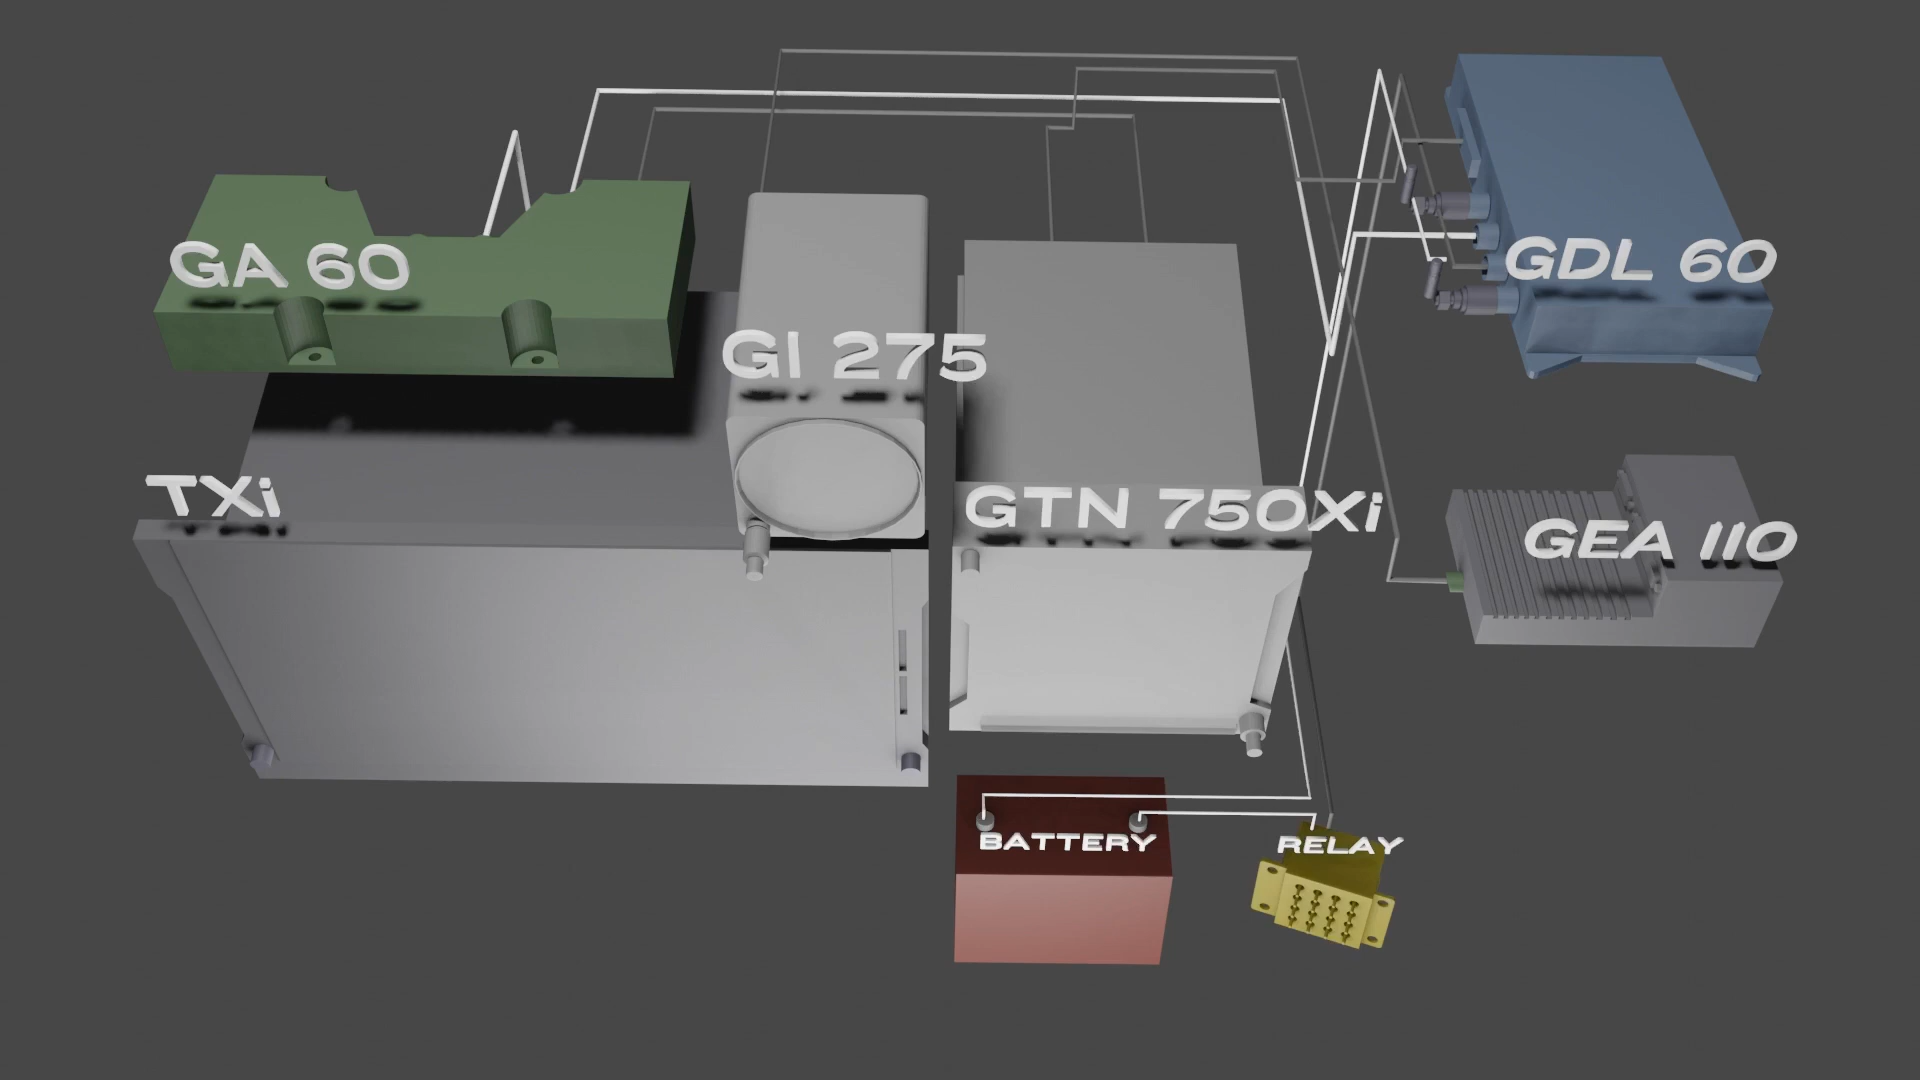 GA 60
GDL 60
GI 275
TXi
GTN 750Xi
GEA 110
BATTERY
RELAY